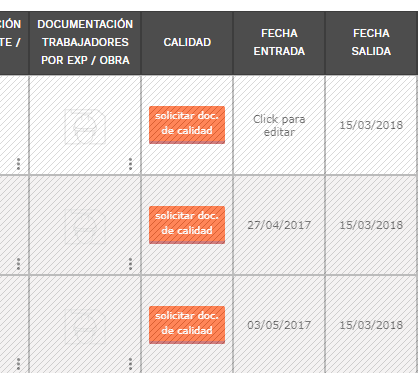 DOCUMENTACIÓN
TRABAJADORES
POR EXP / OBRA
CALIDAD
FECHA
ENTRADA
FECHA
SALIDA
solicitar doc.
de calidad
Click para
editar
15/03/2018
solicitar doc.
de calidad
27/04/2017
15/03/2018
solicitar doc.
de calidad
03/05/2017
15/03/2018